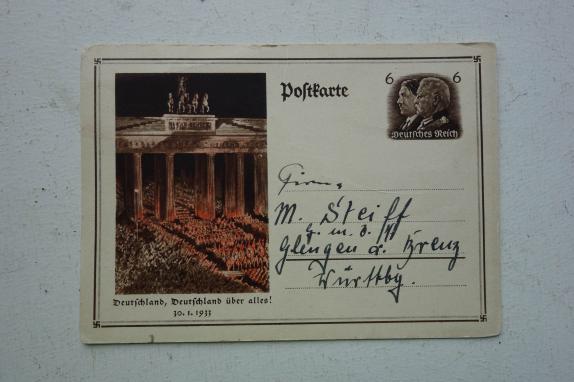 Postkarte
6 6
Deutsches Reich
Firma,
M. Steiff
G. m. b. H
Giengen a. Brenz
Württbg.
Deutschland, Deutschland über alles!
30. 1. 1933